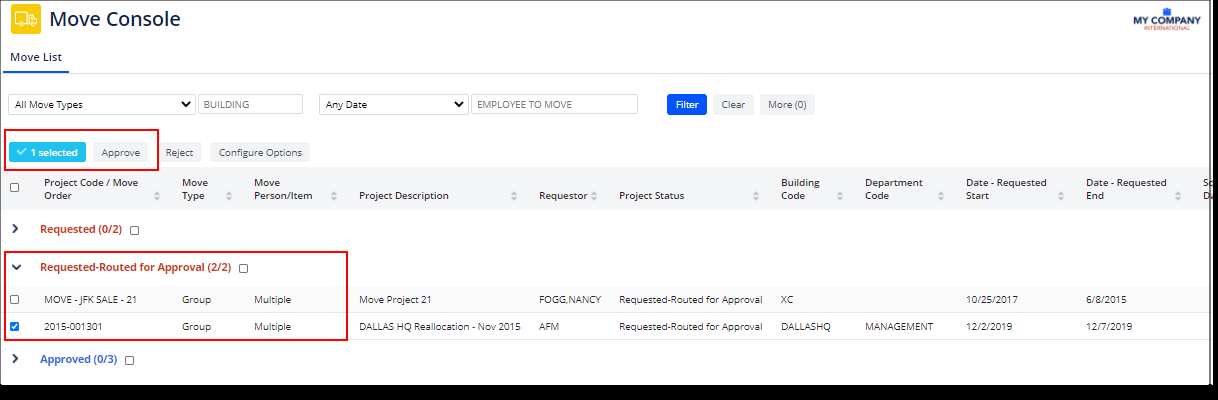 Move Console
MY COMPANY
INTERNATIONAL
Move List
All Move Types BUILDING Any Date EMPLOYEE TO MOVE Filter Clear More (0)
1 selected Approve Reject Configure Options
Project Code / Move Order Move Type Move Person/Item Project Description Requestor Project Status Building Code Department Code Date - Requested Start Date - Requested End
Requested (0/2)
Requested-Routed for Approval (2/2)
MOVE - JFK SALE - 21 Group Multiple Move Project 21 FOGG,NANCY Requested-Routed for Approval XC 10/25/2017 6/8/2015
2015-001301 Group Multiple DALLAS HQ Reallocation - Nov 2015 AFM Requested-Routed for Approval DALLASHQ MANAGEMENT 12/2/2019 12/7/2019
Approved (0/3)